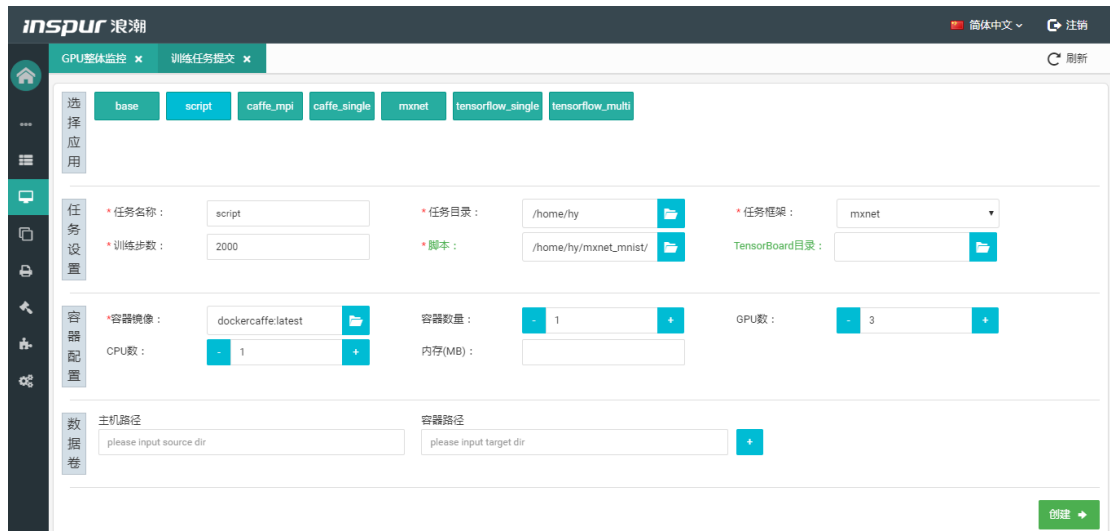 inspur 浪潮
简体中文
注销
GPU整体监控 ×
训练任务提交 ×
刷新
选择应用
base
script
caffe_mpi
caffe_single
mxnet
tensorflow_single
tensorflow_multi
任务设置
* 任务名称：
script
* 任务目录：
/home/hy
* 任务框架：
mxnet
* 训练步数：
2000
* 脚本：
/home/hy/mxnet_mnist/
TensorBoard目录：
容器配置
*容器镜像：
dockercaffe:latest
容器数量：
- 1 +
GPU数：
- 3 +
CPU数：
- 1 +
内存(MB)：
数据卷
主机路径
please input source dir
容器路径
please input target dir
+
创建